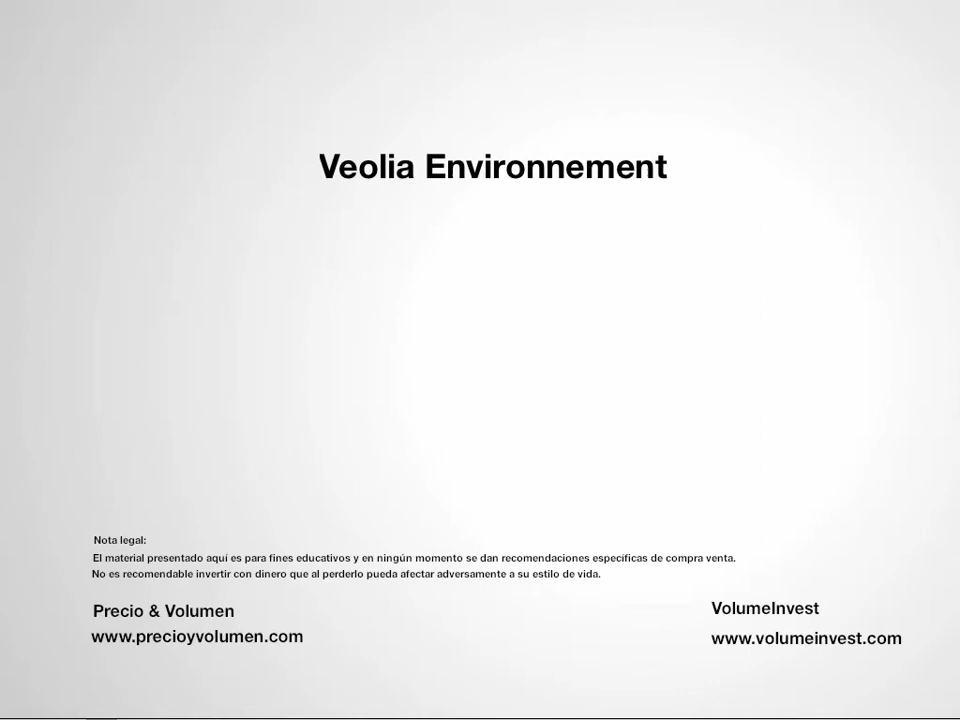 Veolia Environnement
Nota legal:
El material presentado aquí es para fines educativos y en ningún momento se dan recomendaciones específicas de compra venta.
No es recomendable invertir con dinero que al perderlo pueda afectar adversamente a su estilo de vida.
Precio & Volumen
www.precioyvolumen.com
VolumeInvest
www.volumeinvest.com